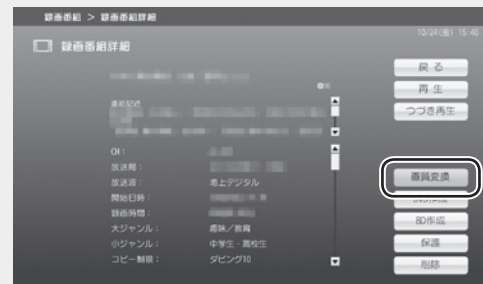 録画番組 ＞ 録画番組詳細
10/24(金) 15:46
録画番組詳細
戻る
再生
番組記述
つづき再生
CH：
放送局：
放送波： 地上デジタル
画質変換
開始日時：
録画時間：
BD作成
大ジャンル： 趣味／教育
小ジャンル： 中学生・高校生
保護
コピー制限： ダビング10
削除